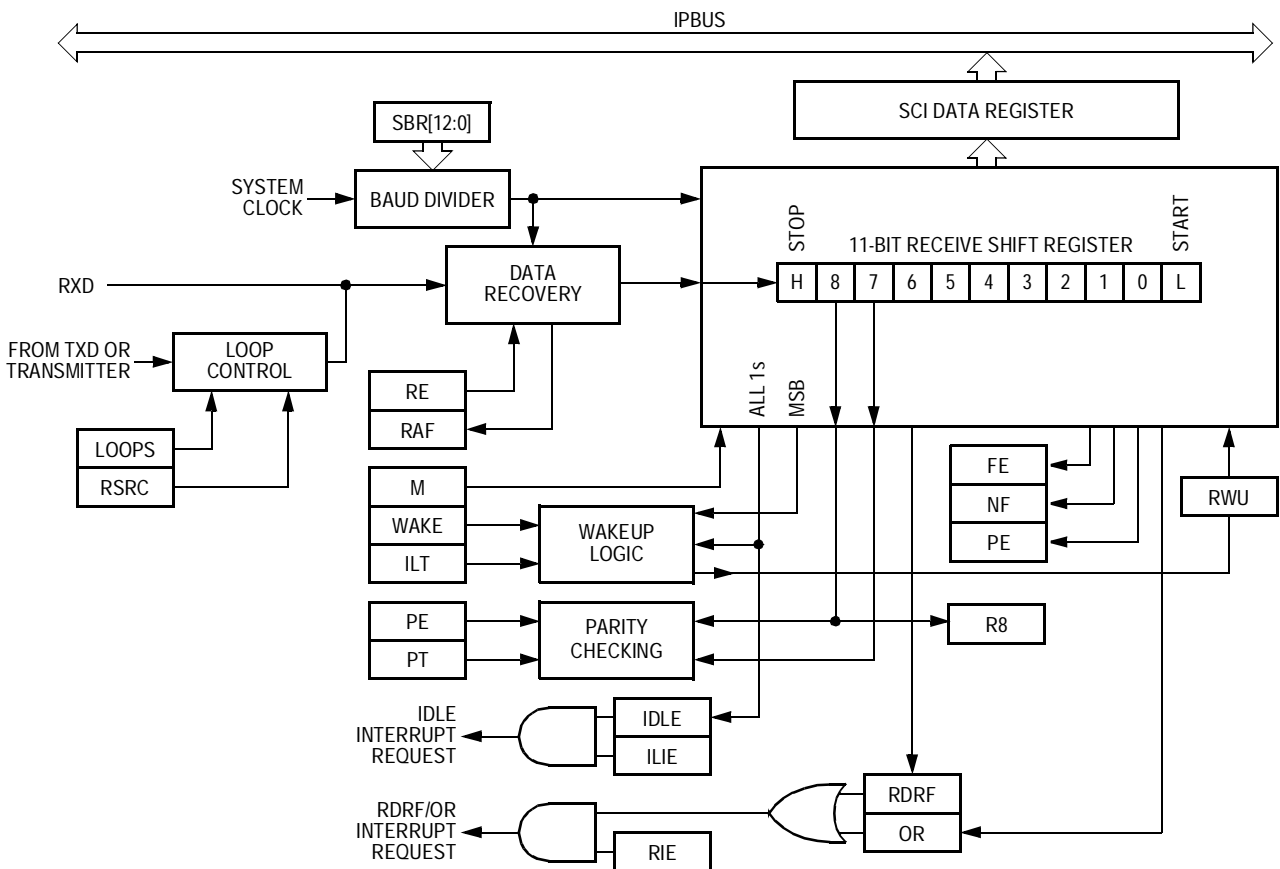 IPBUS
SCI DATA REGISTER
SBR[12:0]
SYSTEM
CLOCK
BAUD DIVIDER
STOP
11-BIT RECEIVE SHIFT REGISTER
START
H 8 7 6 5 4 3 2 1 0 L
RXD
DATA
RECOVERY
FROM TXD OR
TRANSMITTER
LOOP
CONTROL
RE
RAF
ALL 1s
MSB
LOOPS
RSRC
M
WAKE
ILT
WAKEUP
LOGIC
FE
NF
PE
RWU
PE
PT
PARITY
CHECKING
R8
IDLE
INTERRUPT
REQUEST
IDLE
ILIE
RDRF/OR
INTERRUPT
REQUEST
RIE
RDRF
OR